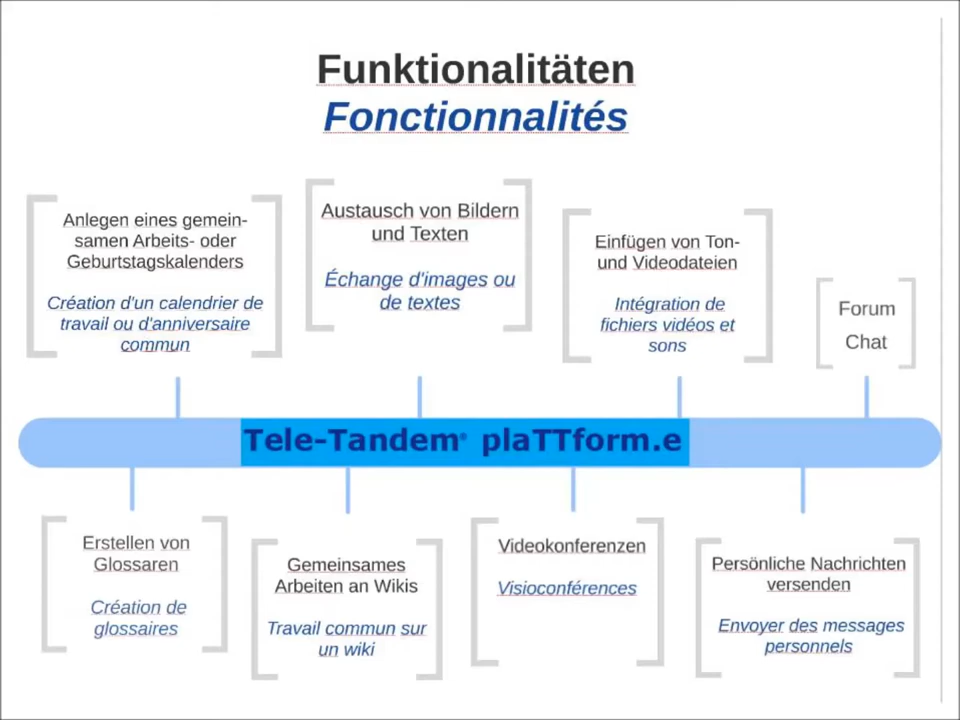 Funktionalitäten
Fonctionnalités
Anlegen eines gemein-
samen Arbeits- oder
Geburtstagskalenders
Création d'un calendrier de
travail ou d'anniversaire
commun
Austausch von Bildern
und Texten
Échange d'images ou
de textes
Einfügen von Ton-
und Videodateien
Intégration de
fichiers vidéos et
sons
Forum
Chat
Tele-Tandem® plaTTform.e
Erstellen von
Glossaren
Création de
glossaires
Gemeinsames
Arbeiten an Wikis
Travail commun sur
un wiki
Videokonferenzen
Visioconférences
Persönliche Nachrichten
versenden
Envoyer des messages
personnels